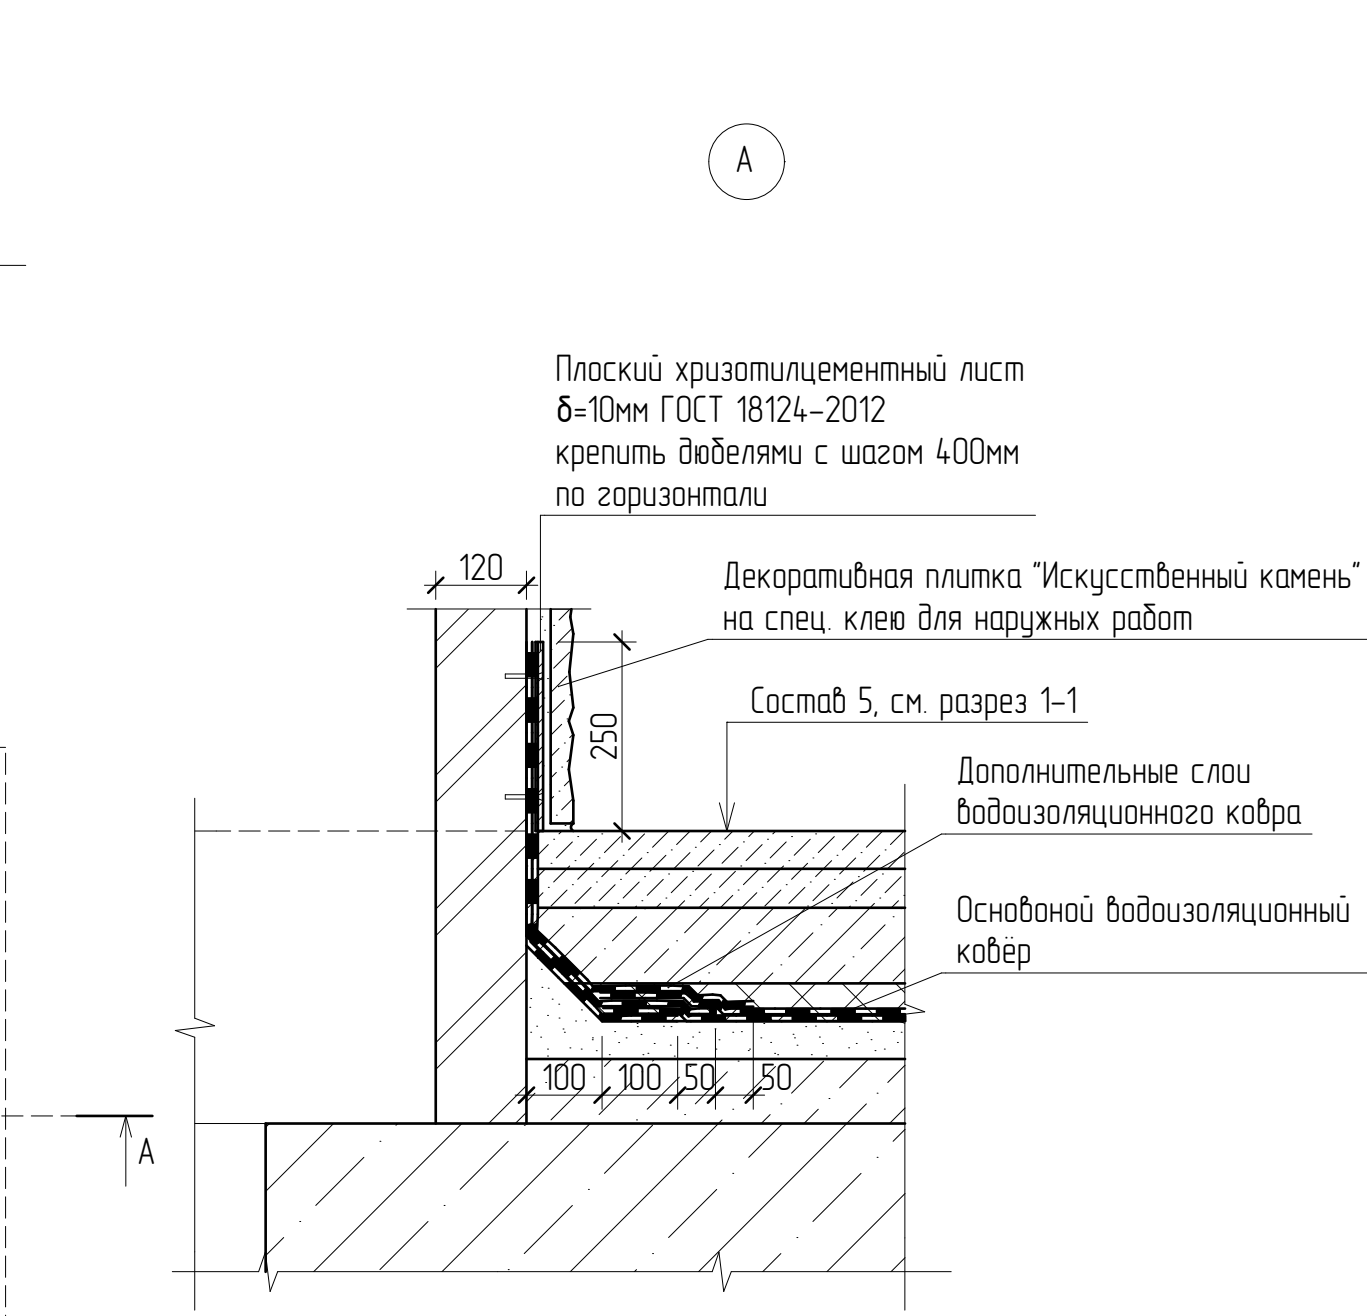 А
Плоский хризотилцементный лист
δ=10мм ГОСТ 18124-2012
крепить дюбелями с шагом 400мм
по горизонтали
120
Декоративная плитка "Искусственный камень"
на спец. клею для наружных работ
250
Состав 5, см. разрез 1-1
Дополнительные слои
водоизоляционного ковра
Основоной водоизоляционный
ковёр
100 100 50 50
А